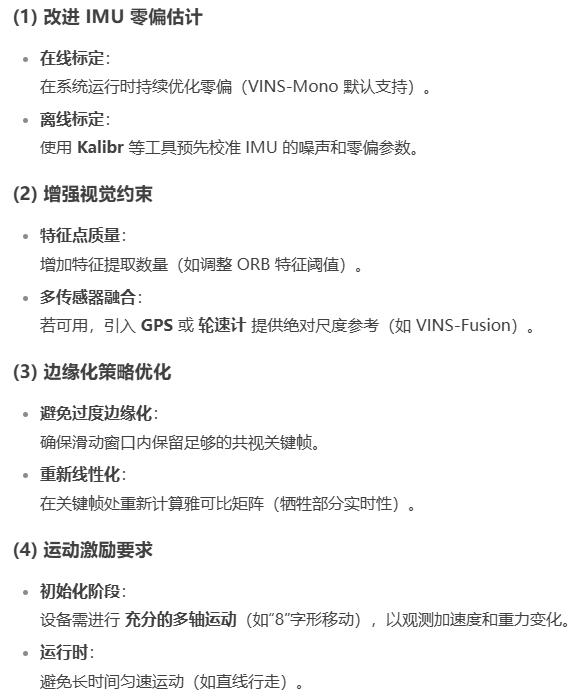 (1) 改进 IMU 零偏估计
• 在线标定：
在系统运行时持续优化零偏（VINS-Mono 默认支持）。
• 离线标定：
使用 Kalibr 等工具预先校准 IMU 的噪声和零偏参数。
(2) 增强视觉约束
• 特征点质量：
增加特征提取数量（如调整 ORB 特征阈值）。
• 多传感器融合：
若可用，引入 GPS 或 轮速计 提供绝对尺度参考（如 VINS-Fusion）。
(3) 边缘化策略优化
• 避免过度边缘化：
确保滑动窗口内保留足够的共视关键帧。
• 重新线性化：
在关键帧处重新计算雅可比矩阵（牺牲部分实时性）。
(4) 运动激励要求
• 初始化阶段：
设备需进行 充分的多轴运动（如“8”字形移动），以观测加速度和重力变化。
• 运行时：
避免长时间匀速运动（如直线行走）。